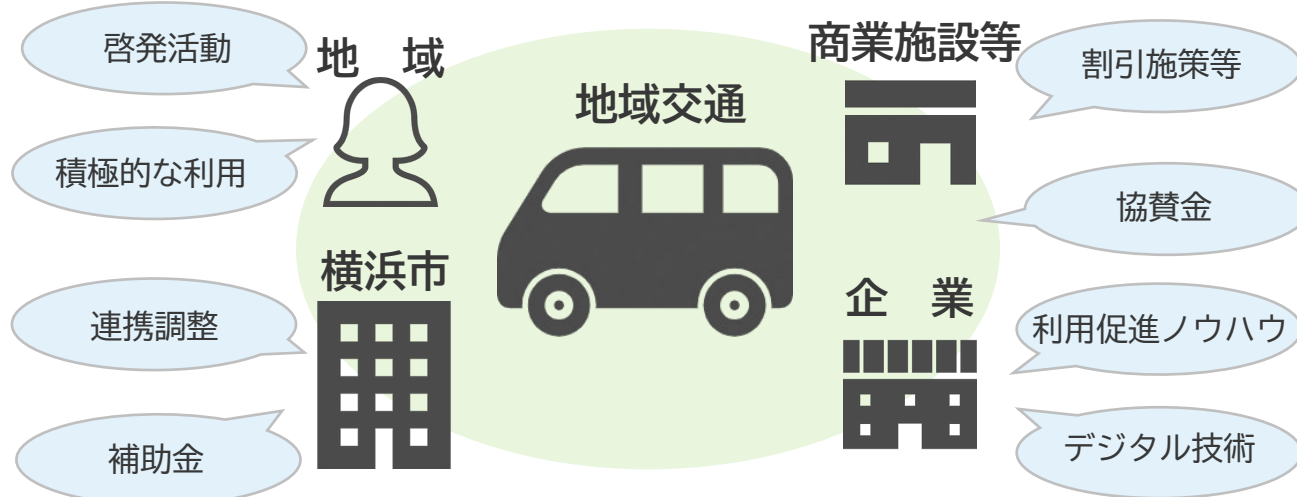 啓発活動
地　域
積極的な利用
横浜市
連携調整
補助金
地域交通
商業施設等
割引施策等
協賛金
企　業
利用促進ノウハウ
デジタル技術